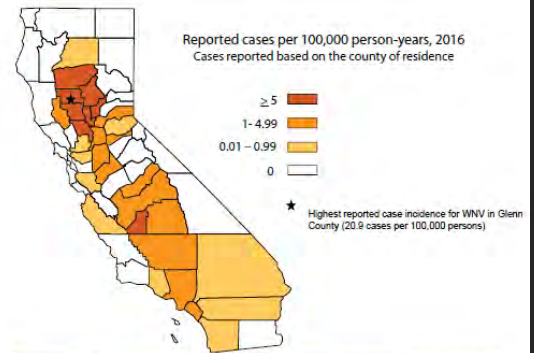 Reported cases per 100,000 person-years, 2016
Cases reported based on the county of residence
≥ 5
1- 4.99
0.01 – 0.99
0
★ Highest reported case incidence for WNV in Glenn
County (20.9 cases per 100,000 persons)